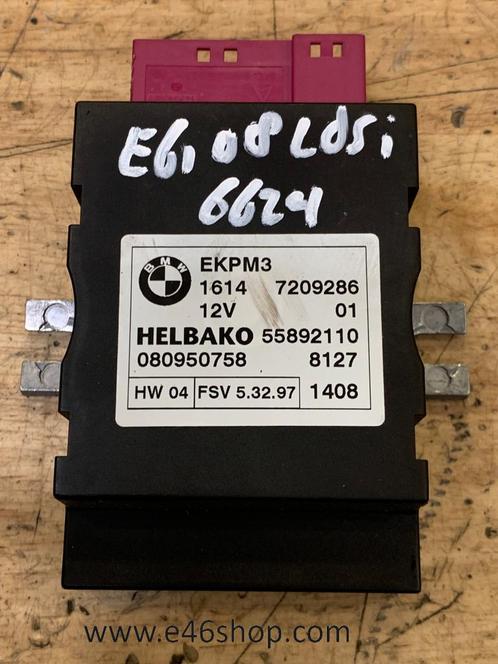 E61 08 LOSi
6624
BMW
EKPM3
1614 7209286
12V 01
HELBAKO 55892110
080950758 8127
HW 04 FSV 5.32.97 1408
www.e46shop.com